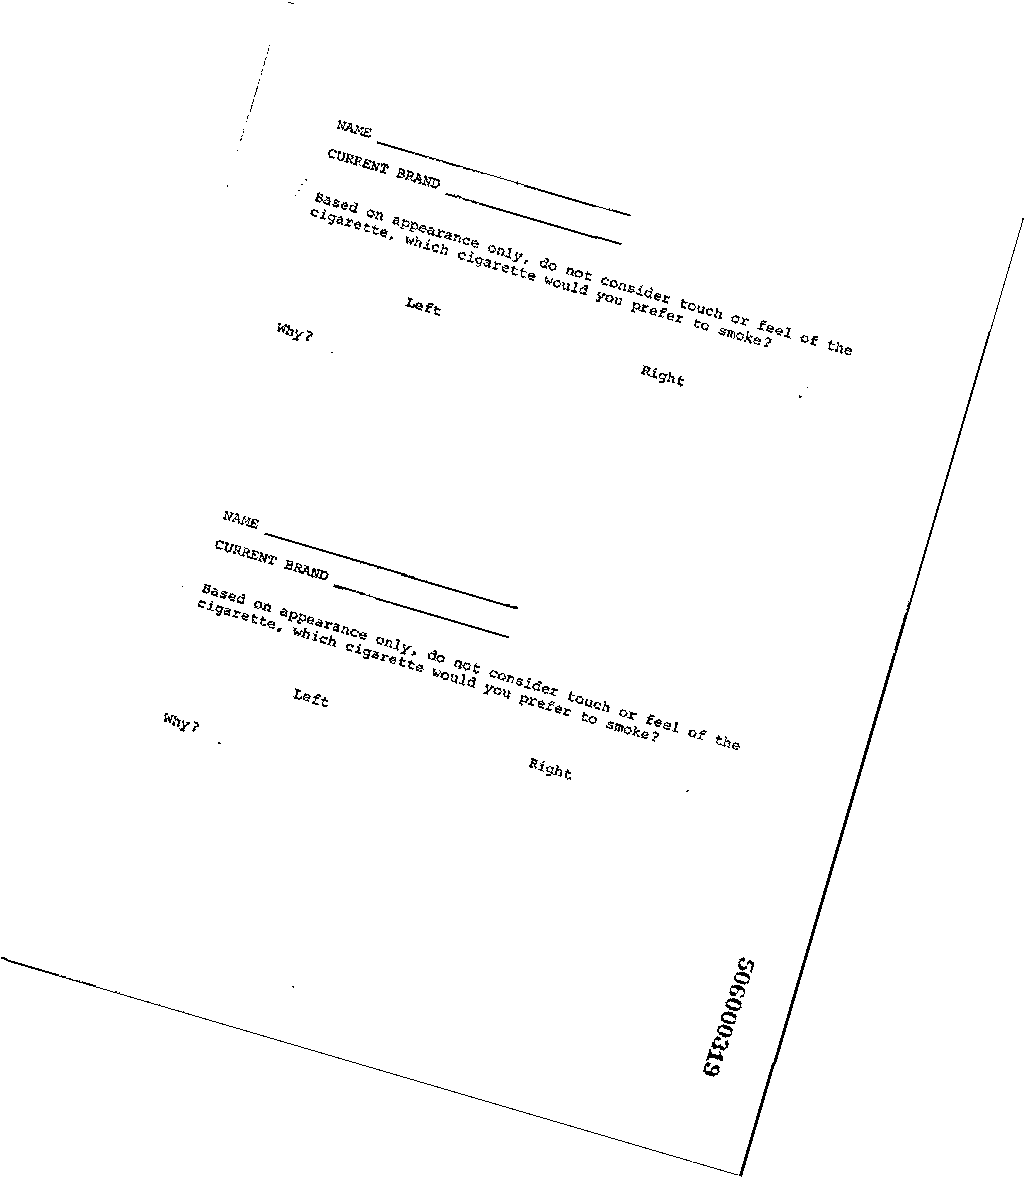 NAME
CURRENT BRAND
Based on appearance only, do not consider touch or feel of the
cigarette, which cigarette would you prefer to smoke?
Left Right
Why?
NAME
CURRENT BRAND
Based on appearance only, do not consider touch or feel of the
cigarette, which cigarette would you prefer to smoke?
Left Right
Why?
506000319